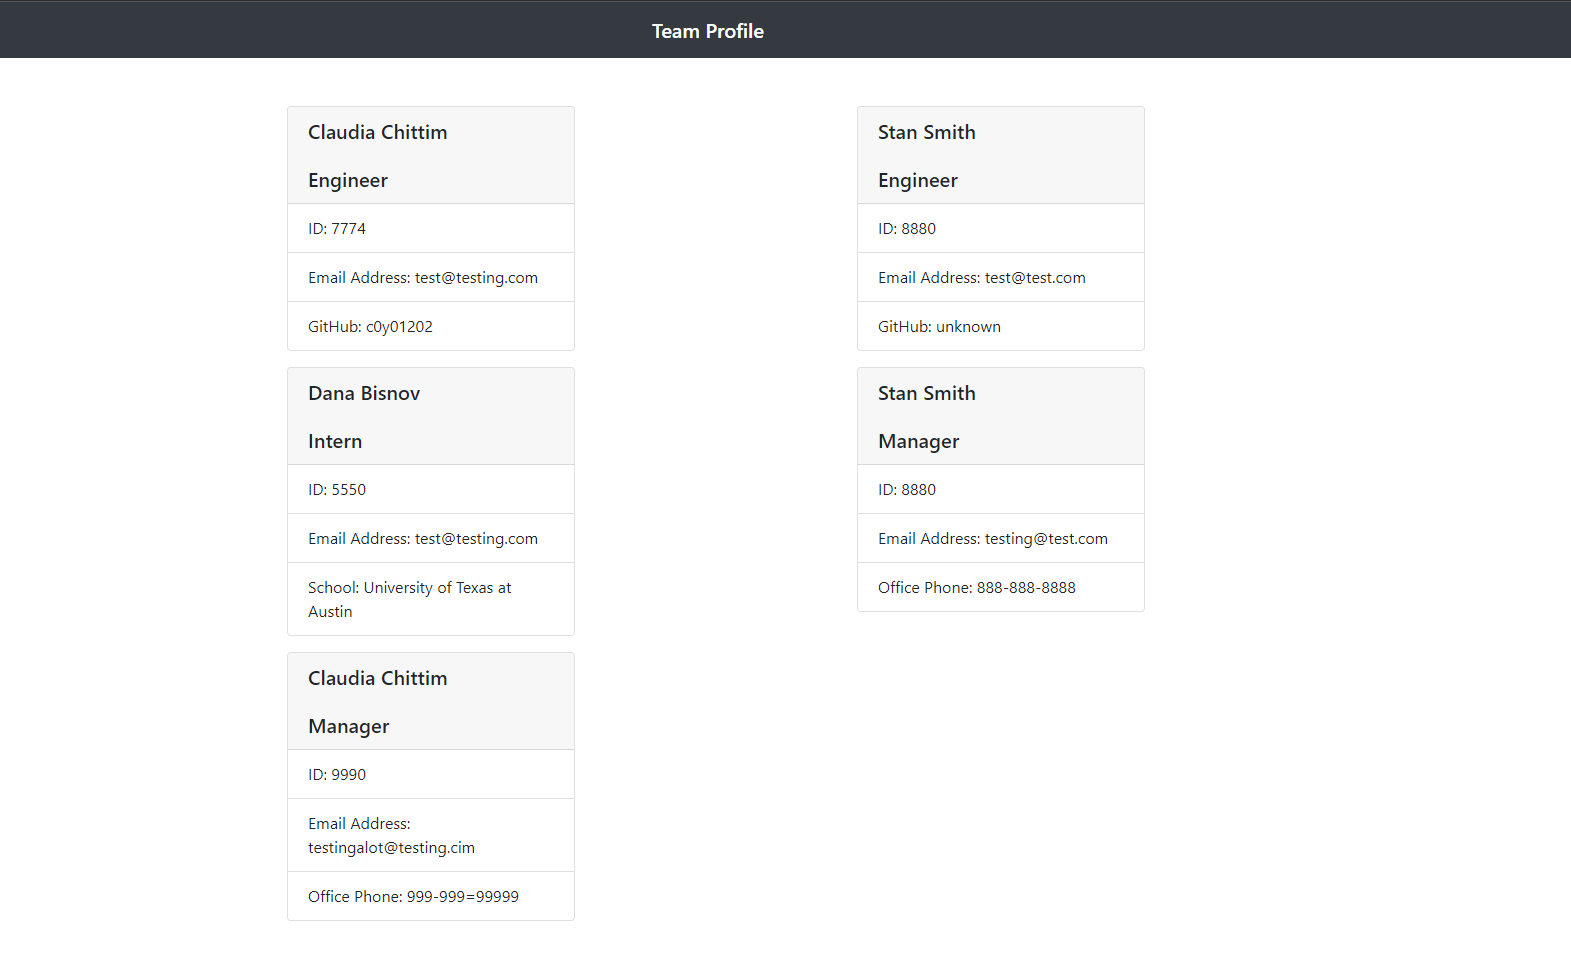 Team Profile
Claudia Chittim
Engineer
ID: 7774
Email Address: test@testing.com
GitHub: c0y01202
Stan Smith
Engineer
ID: 8880
Email Address: test@test.com
GitHub: unknown
Dana Bisnov
Intern
ID: 5550
Email Address: test@testing.com
School: University of Texas at
Austin
Stan Smith
Manager
ID: 8880
Email Address: testing@test.com
Office Phone: 888-888-8888
Claudia Chittim
Manager
ID: 9990
Email Address:
testingalot@testing.cim
Office Phone: 999-999=99999